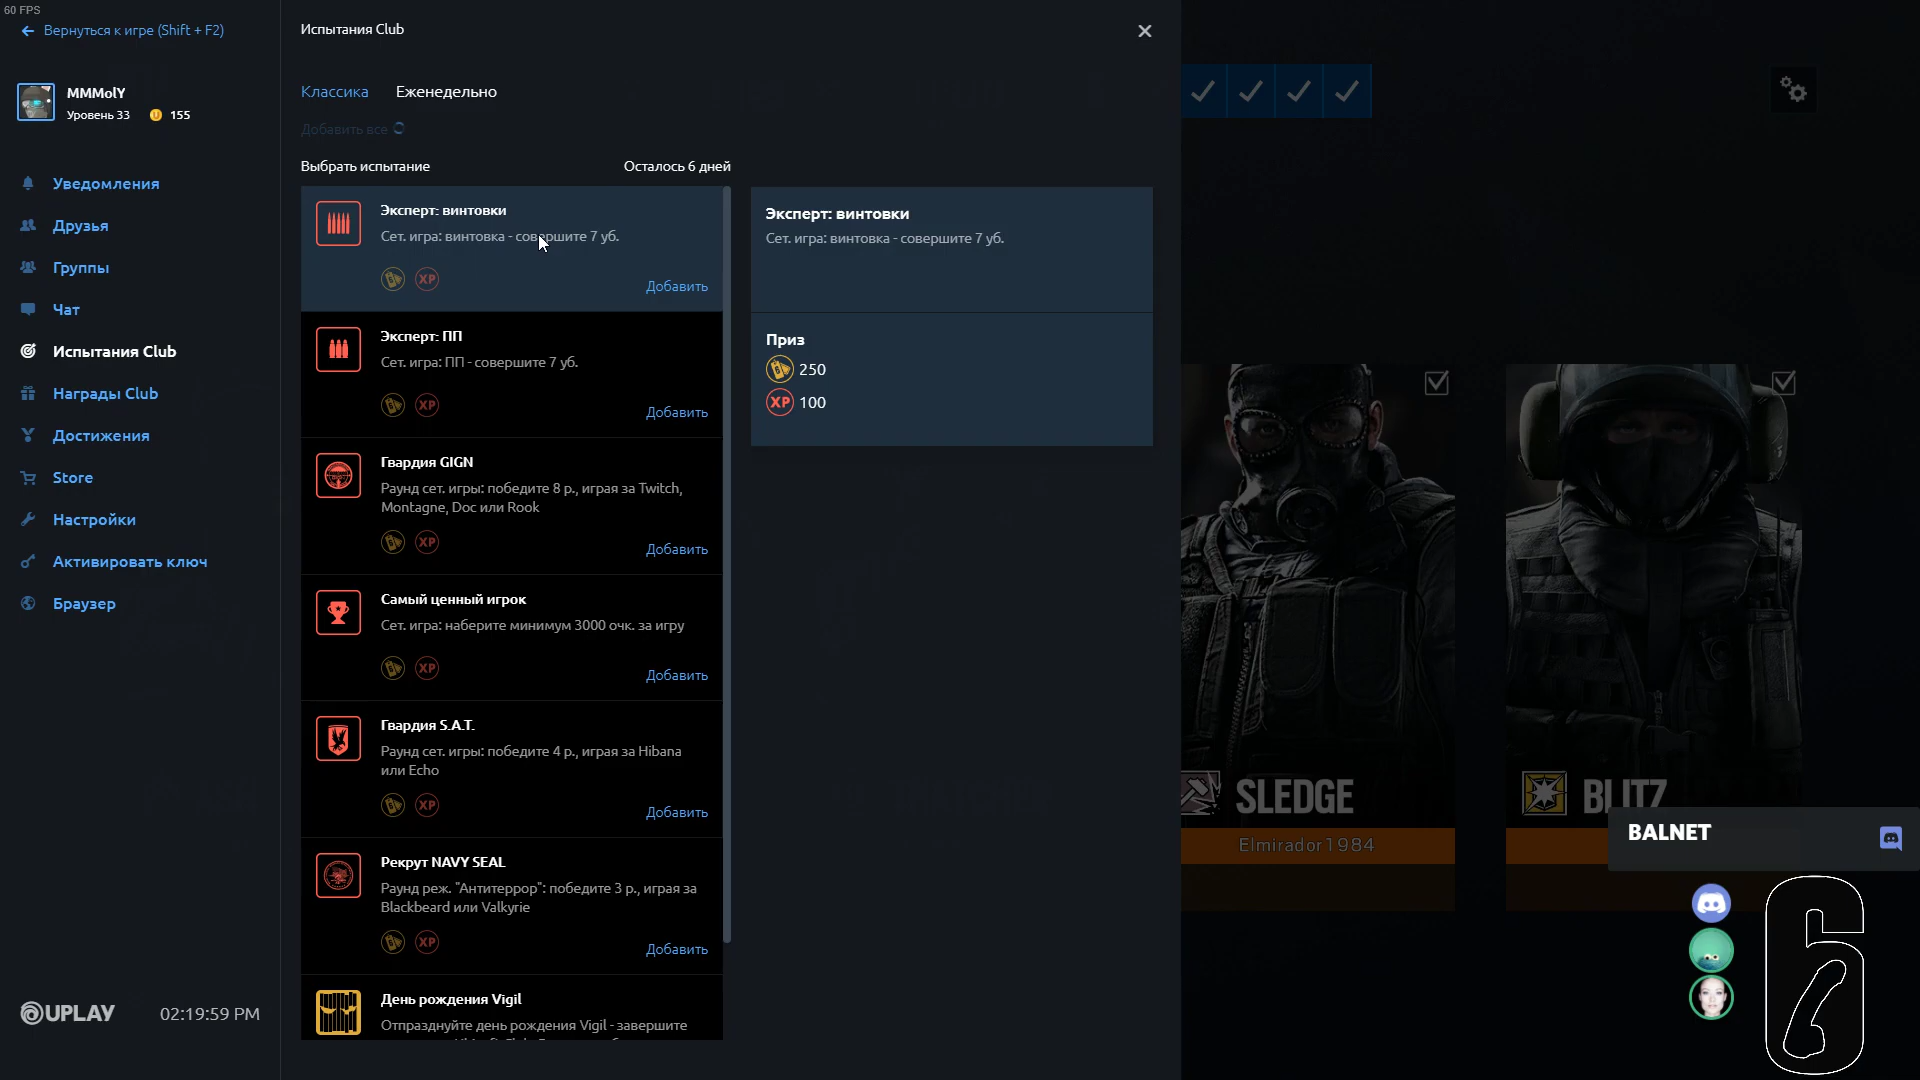 60 FPS
Вернуться к игре (Shift + F2)
MMMolY
Уровень 33
155
Уведомления
Друзья
Группы
Чат
Испытания Club
Награды Club
Достижения
Store
Настройки
Активировать ключ
Браузер
UPLAY
02:19:59 PM
Испытания Club
Классика
Еженедельно
Добавить все
Выбрать испытание
Осталось 6 дней
Эксперт: винтовки
Сет. игра: винтовка - совершите 7 уб.
XP
Добавить
Эксперт: ПП
Сет. игра: ПП - совершите 7 уб.
XP
Добавить
Гвардия GIGN
Раунд сет. игры: победите 8 р., играя за Twitch,
Montagne, Doc или Rook
XP
Добавить
Самый ценный игрок
Сет. игра: наберите минимум 3000 очк. за игру
XP
Добавить
Гвардия S.A.T.
Раунд сет. игры: победите 4 р., играя за Hibana
или Echo
XP
Добавить
Рекрут NAVY SEAL
Раунд реж. "Антитеррор": победите 3 р., играя за
Blackbeard или Valkyrie
XP
Добавить
День рождения Vigil
Отпразднуйте день рождения Vigil - завершите
Эксперт: винтовки
Сет. игра: винтовка - совершите 7 уб.
Приз
250
XP 100
SLEDGE
Elmirador1984
BLITZ
BALNET
6